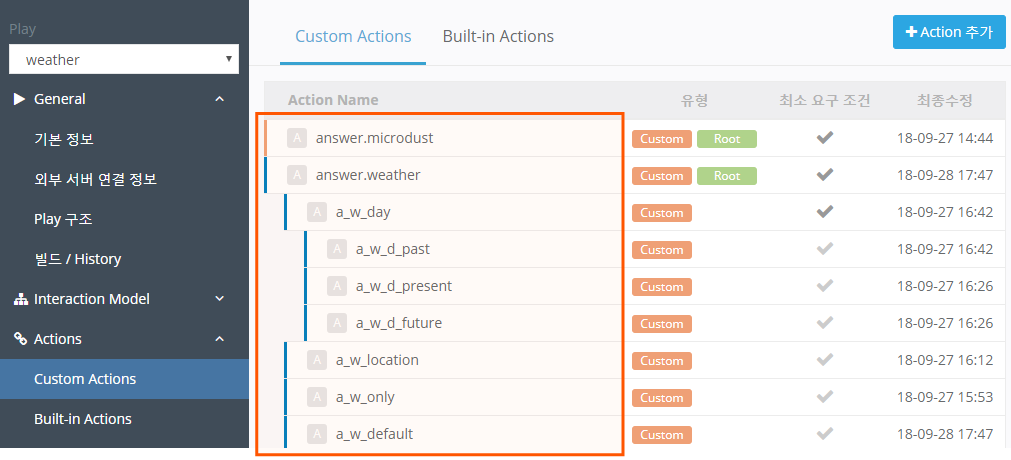 Play
weather
General
기본 정보
외부 서버 연결 정보
Play 구조
빌드 / History
Interaction Model
Actions
Custom Actions
Built-in Actions
Custom Actions Built-in Actions
Action 추가
Action Name 유형 최소 요구 조건 최종수정
A answer.microdust Custom Root 18-09-27 14:44
A answer.weather Custom Root 18-09-28 17:47
A a_w_day Custom 18-09-27 16:42
A a_w_d_past Custom 18-09-27 16:42
A a_w_d_present Custom 18-09-27 16:26
A a_w_d_future Custom 18-09-27 16:26
A a_w_location Custom 18-09-27 16:12
A a_w_only Custom 18-09-27 15:53
A a_w_default Custom 18-09-28 17:47